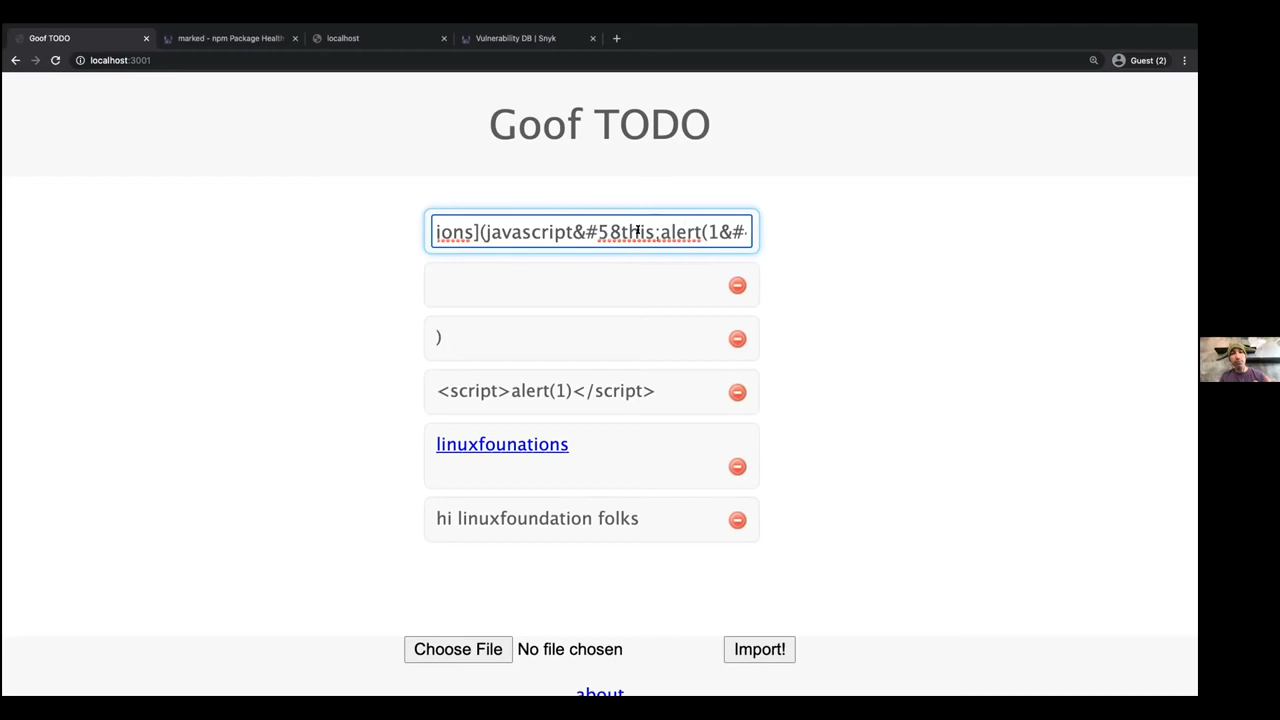 Goof TODO
marked - npm Package Health
localhost
Vulnerability DB | Snyk
localhost:3001
Guest (2)
Goof TODO
ions](javascript&#58this;alert(1&#
)
<script>alert(1)</script>
linuxfounations
hi linuxfoundation folks
Choose File No file chosen
Import!
about